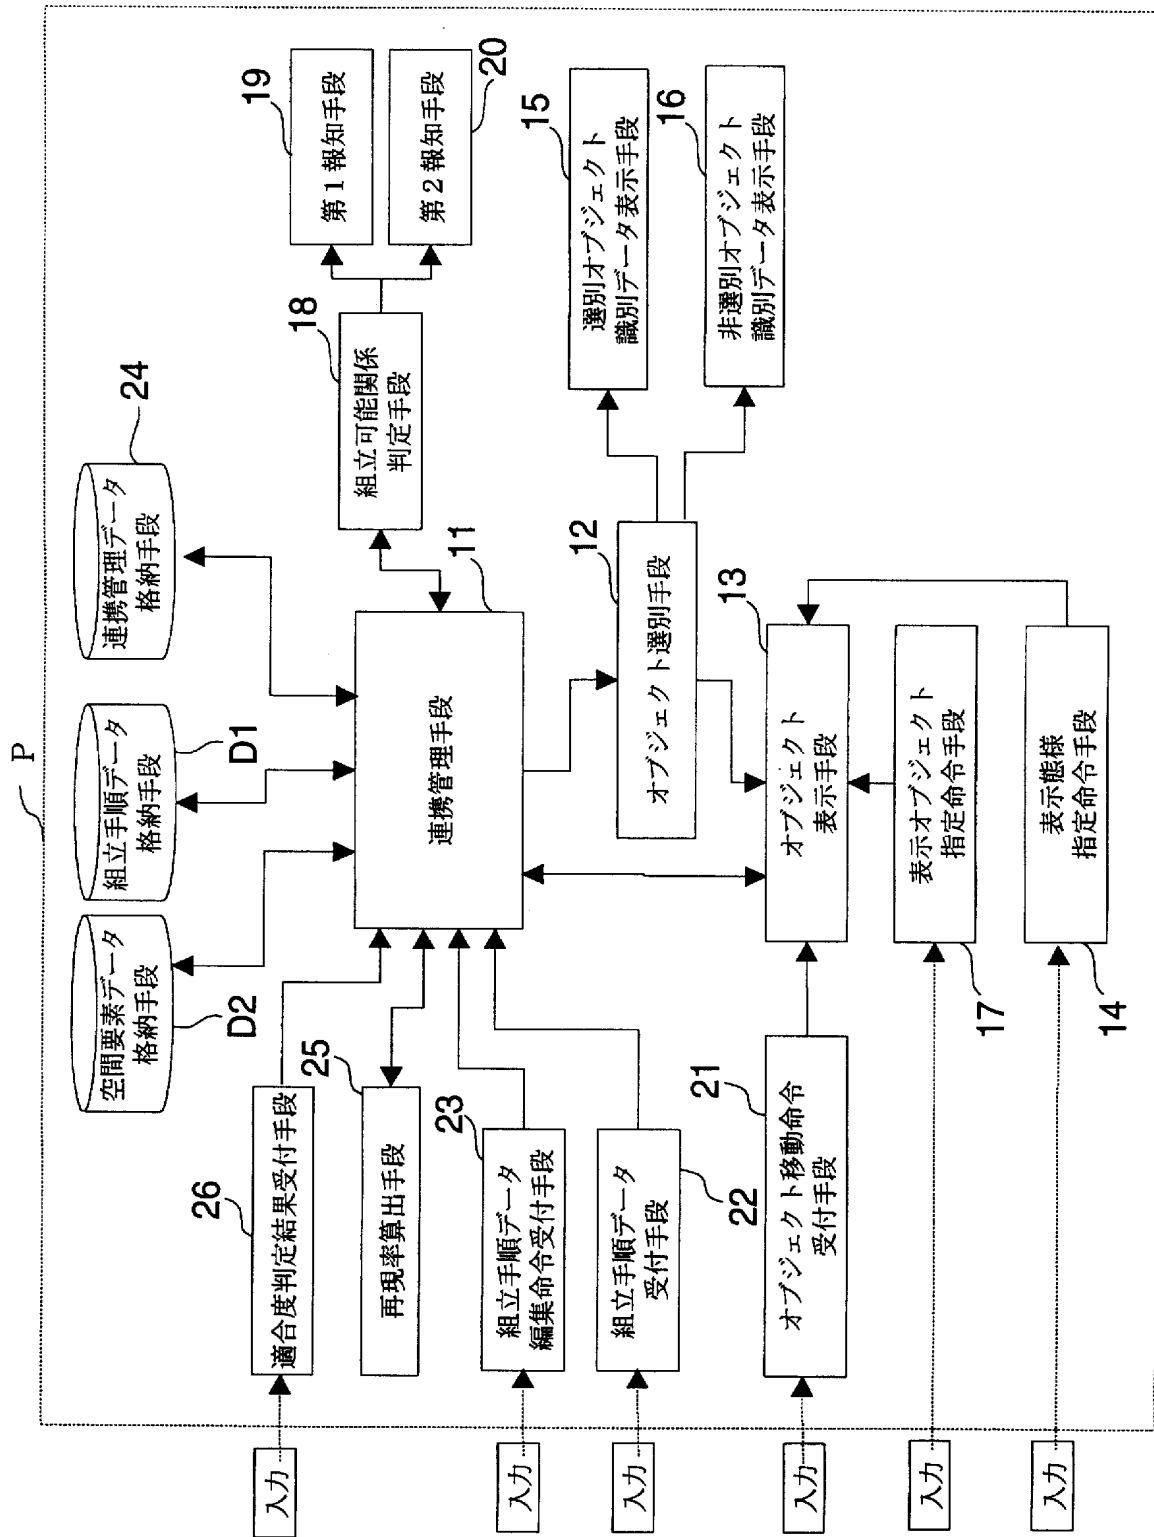 P
空間要素データ
格納手段
D2
組立手順データ
格納手段
D1
連携管理データ
格納手段
24
入力
適合度判定結果受付手段
26
再現率算出手段
25
入力
組立手順データ
編集命令受付手段
23
入力
組立手順データ
受付手段
22
連携管理手段
11
組立可能関係
判定手段
18
第1報知手段
19
第2報知手段
20
オブジェクト選別手段
12
選別オブジェクト
識別データ表示手段
15
非選別オブジェクト
識別データ表示手段
16
入力
オブジェクト移動命令
受付手段
21
オブジェクト
表示手段
13
入力
表示オブジェクト
指定命令手段
17
入力
表示態様
指定命令手段
14